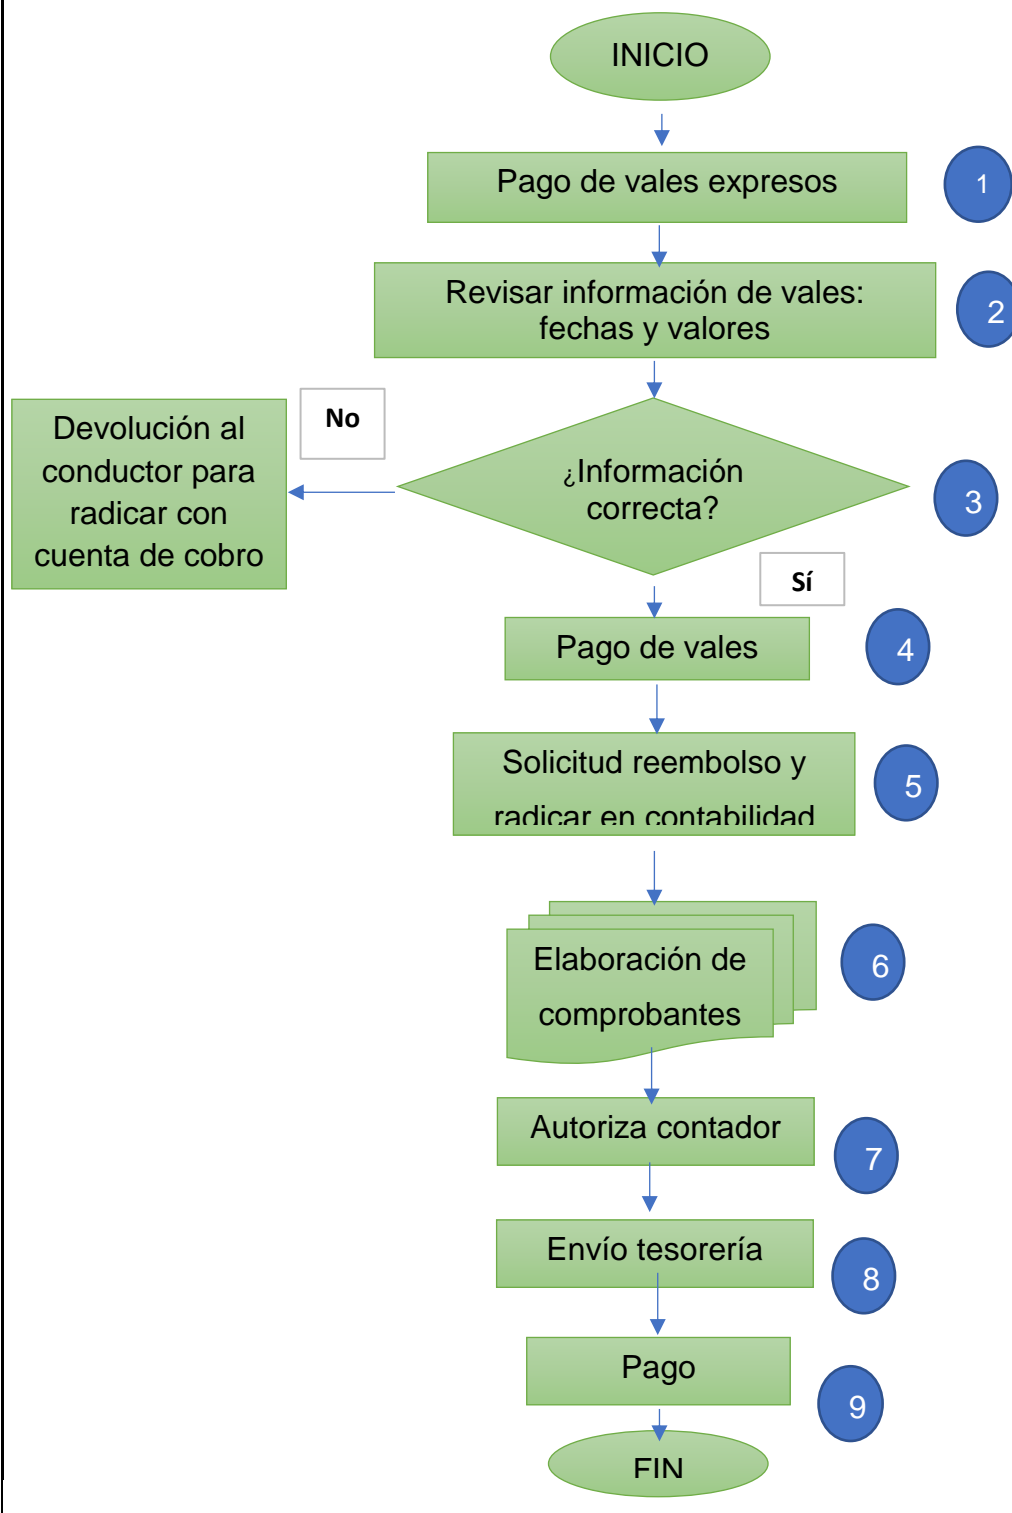 INICIO
Pago de vales expresos
1
Revisar información de vales:
fechas y valores
2
No
Devolución al
conductor para
radicar con
cuenta de cobro
¿Información
correcta?
3
Sí
Pago de vales
4
Solicitud reembolso y
radicar en contabilidad
5
Elaboración de
comprobantes
6
Autoriza contador
7
Envío tesorería
8
Pago
9
FIN